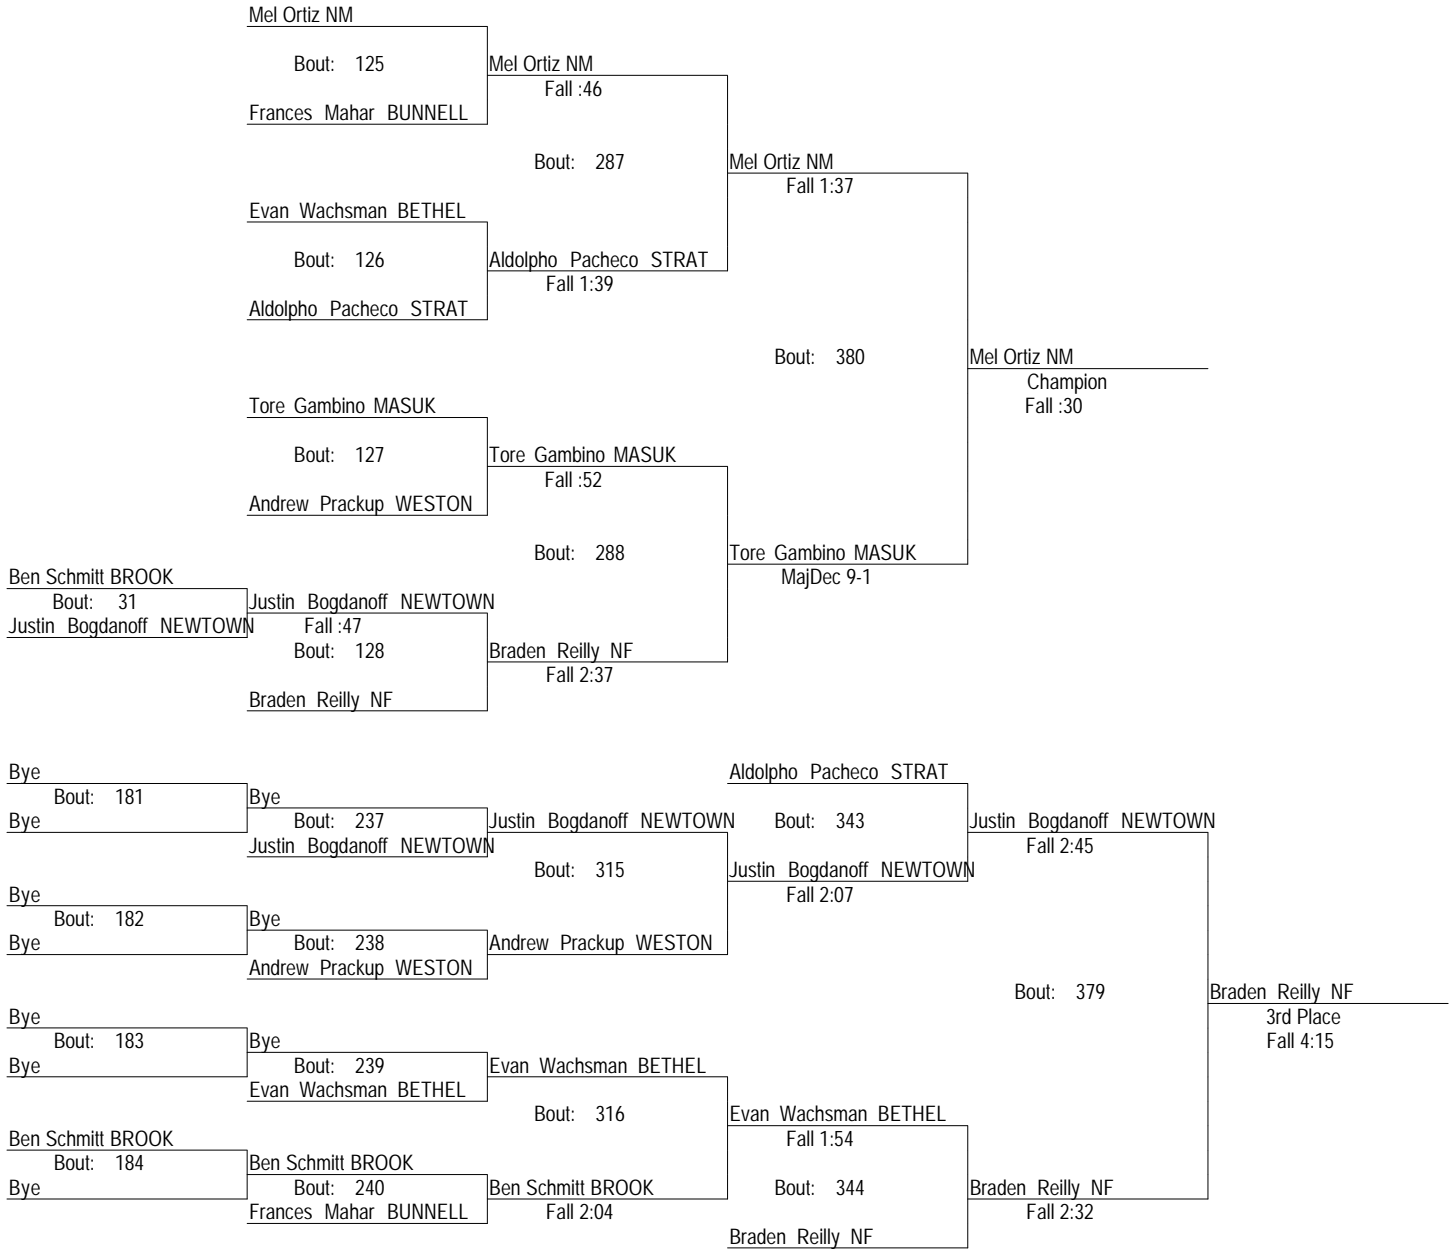 Mel Ortiz NM
Bout: 125
Mel Ortiz NM
Fall :46
Frances Mahar BUNNELL
Bout: 287
Mel Ortiz NM
Fall 1:37
Evan Wachsman BETHEL
Bout: 126
Aldolpho Pacheco STRAT
Fall 1:39
Aldolpho Pacheco STRAT
Bout: 380
Mel Ortiz NM
Champion
Fall :30
Tore Gambino MASUK
Bout: 127
Tore Gambino MASUK
Fall :52
Andrew Prackup WESTON
Bout: 288
Tore Gambino MASUK
MajDec 9-1
Ben Schmitt BROOK
Bout: 31
Justin Bogdanoff NEWTOWN
Justin Bogdanoff NEWTOWN
Fall :47
Bout: 128
Braden Reilly NF
Fall 2:37
Braden Reilly NF
Bye
Bout: 181
Bye
Bye
Bout: 237
Justin Bogdanoff NEWTOWN
Justin Bogdanoff NEWTOWN
Aldolpho Pacheco STRAT
Bout: 343
Justin Bogdanoff NEWTOWN
Fall 2:45
Bout: 315
Justin Bogdanoff NEWTOWN
Fall 2:07
Bye
Bout: 182
Bye
Bye
Bout: 238
Andrew Prackup WESTON
Andrew Prackup WESTON
Bout: 379
Braden Reilly NF
3rd Place
Fall 4:15
Bye
Bout: 183
Bye
Bye
Bout: 239
Evan Wachsman BETHEL
Evan Wachsman BETHEL
Bout: 316
Evan Wachsman BETHEL
Fall 1:54
Ben Schmitt BROOK
Bout: 184
Bye
Ben Schmitt BROOK
Bout: 240
Ben Schmitt BROOK
Fall 2:04
Frances Mahar BUNNELL
Bout: 344
Braden Reilly NF
Fall 2:32
Braden Reilly NF